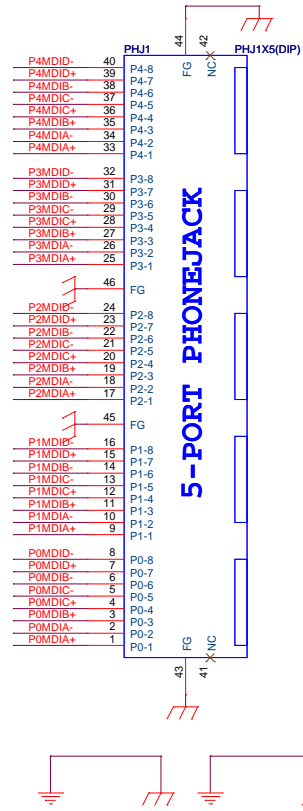 44 42
PHJ1 PHJ1X5(DIP)
FG NC
P4MDID- 40 P4-8
P4MDID+ 39 P4-7
P4MDIB- 38 P4-6
P4MDIC- 37 P4-5
P4MDIC+ 36 P4-4
P4MDIB+ 35 P4-3
P4MDIA- 34 P4-2
P4MDIA+ 33 P4-1
P3MDID- 32 P3-8
P3MDID+ 31 P3-7
P3MDIB- 30 P3-6
P3MDIC- 29 P3-5
P3MDIC+ 28 P3-4
P3MDIB+ 27 P3-3
P3MDIA- 26 P3-2
P3MDIA+ 25 P3-1
46 FG
P2MDID- 24 P2-8
P2MDID+ 23 P2-7
P2MDIB- 22 P2-6
P2MDIC- 21 P2-5
P2MDIC+ 20 P2-4
P2MDIB+ 19 P2-3
P2MDIA- 18 P2-2
P2MDIA+ 17 P2-1
45 FG
P1MDID- 16 P1-8
P1MDID+ 15 P1-7
P1MDIB- 14 P1-6
P1MDIC- 13 P1-5
P1MDIC+ 12 P1-4
P1MDIB+ 11 P1-3
P1MDIA- 10 P1-2
P1MDIA+ 9 P1-1
P0MDID- 8 P0-8
P0MDID+ 7 P0-7
P0MDIB- 6 P0-6
P0MDIC- 5 P0-5
P0MDIC+ 4 P0-4
P0MDIB+ 3 P0-3
P0MDIA- 2 P0-2
P0MDIA+ 1 P0-1
5-PORT PHONEJACK
FG NC
43 41